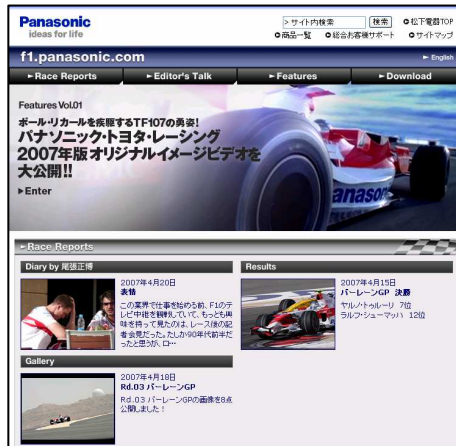 Panasonic
ideas for life
> サイト内検索
検索
松下電器TOP
商品一覧
総合お客様サポート
サイトマップ
f1.panasonic.com
English
Race Reports
Editor's Talk
Features
Download
Features Vol.01
ポール・リカールを疾駆するTF107の勇姿!
パナソニック・トヨタ・レーシング
2007年版オリジナルイメージビデオを
大公開!!
Enter
Panasonic
Race Reports
Diary by 尾張正博
2007年4月20日
表情
この業界で仕事を始める前、F1のテ
レビ中継を観戦していて、もっとも興
味を持って見たのは、レース後の記
者会見だった。たしか90年代前半だ
ったと思うが、ロ…
Results
2007年4月15日
バーレーンGP 決勝
ヤルノ・トゥルーリ 7位
ラルフ・シューマッハ 12位
Gallery
2007年4月18日
Rd.03 バーレーンGP
Rd.03 バーレーンGPの画像を8点
公開しました!